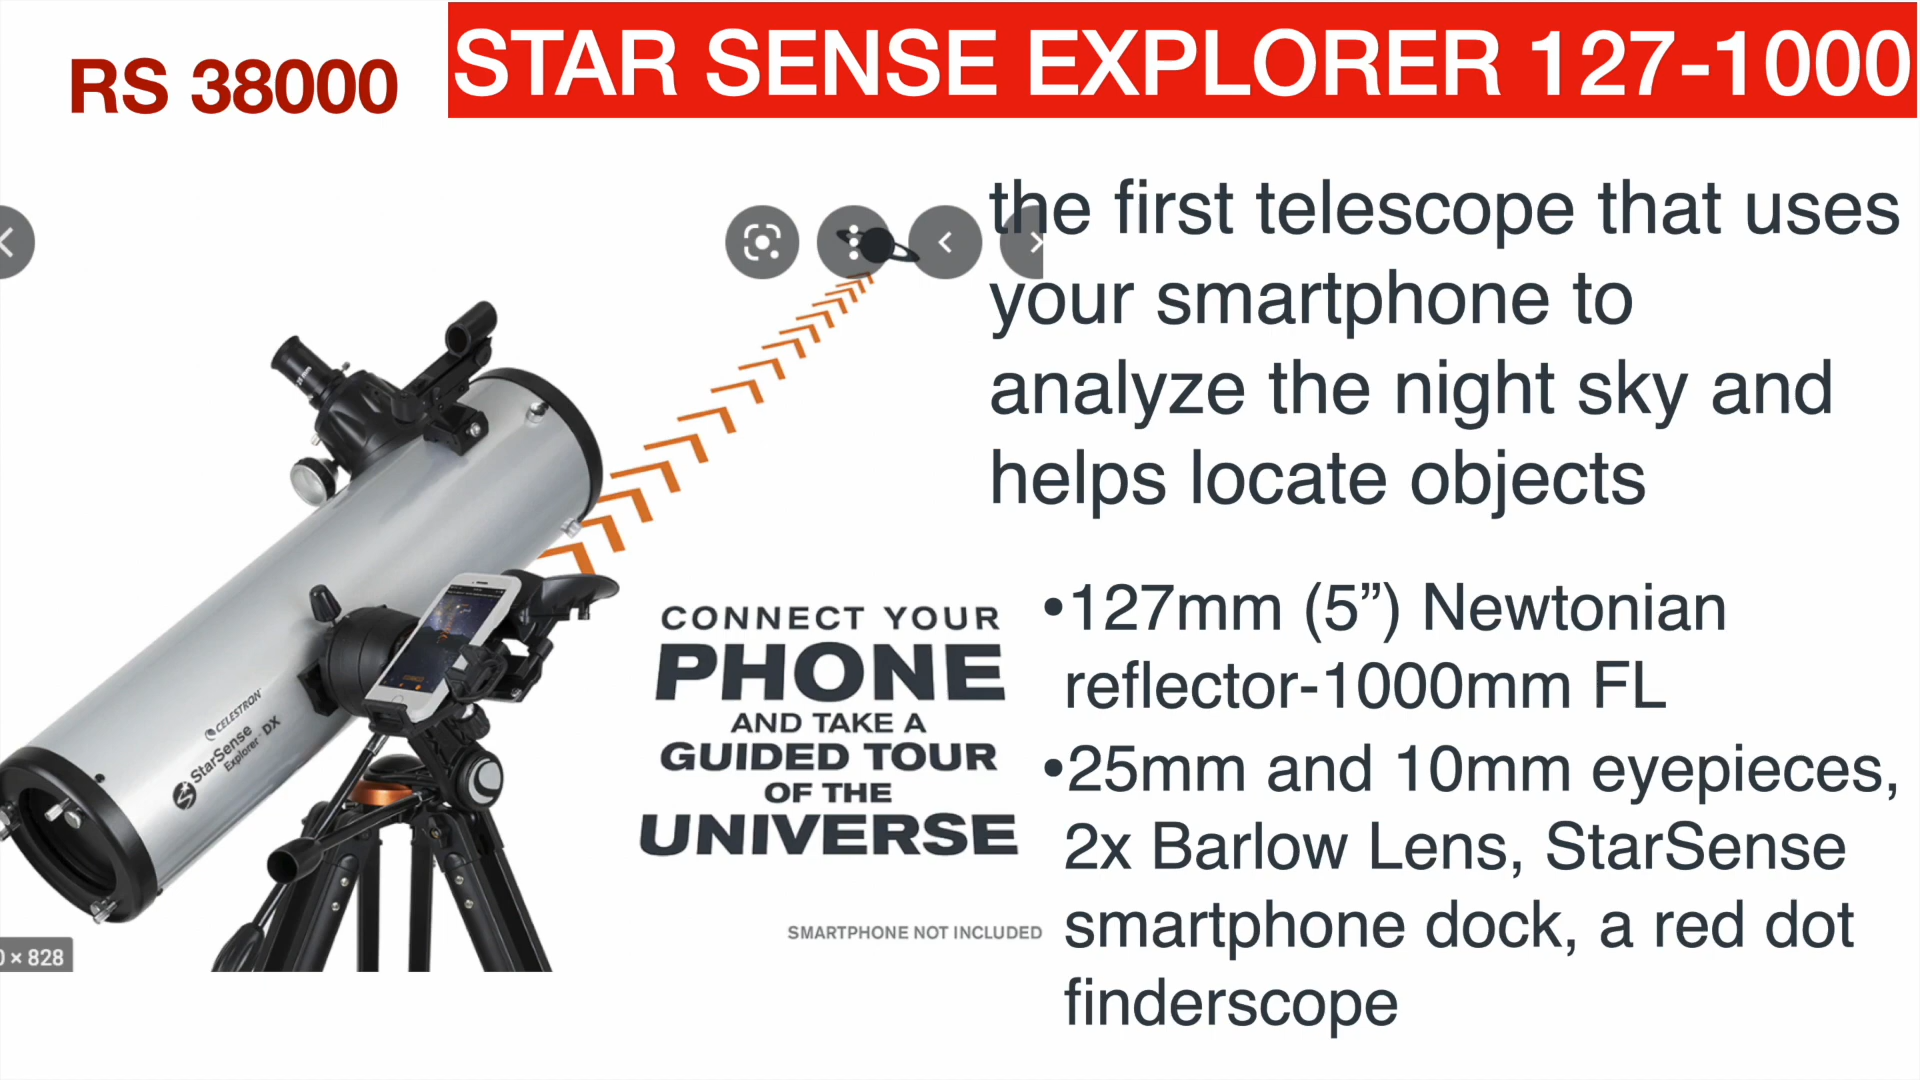 RS 38000
STAR SENSE EXPLORER 127-1000
the first telescope that uses
your smartphone to
analyze the night sky and
helps locate objects
CELESTRON
StarSense
Explorer DX
CONNECT YOUR
PHONE
AND TAKE A
GUIDED TOUR
OF THE
UNIVERSE
SMARTPHONE NOT INCLUDED
•127mm (5”) Newtonian
reflector-1000mm FL
•25mm and 10mm eyepieces,
2x Barlow Lens, StarSense
smartphone dock, a red dot
finderscope
× 828